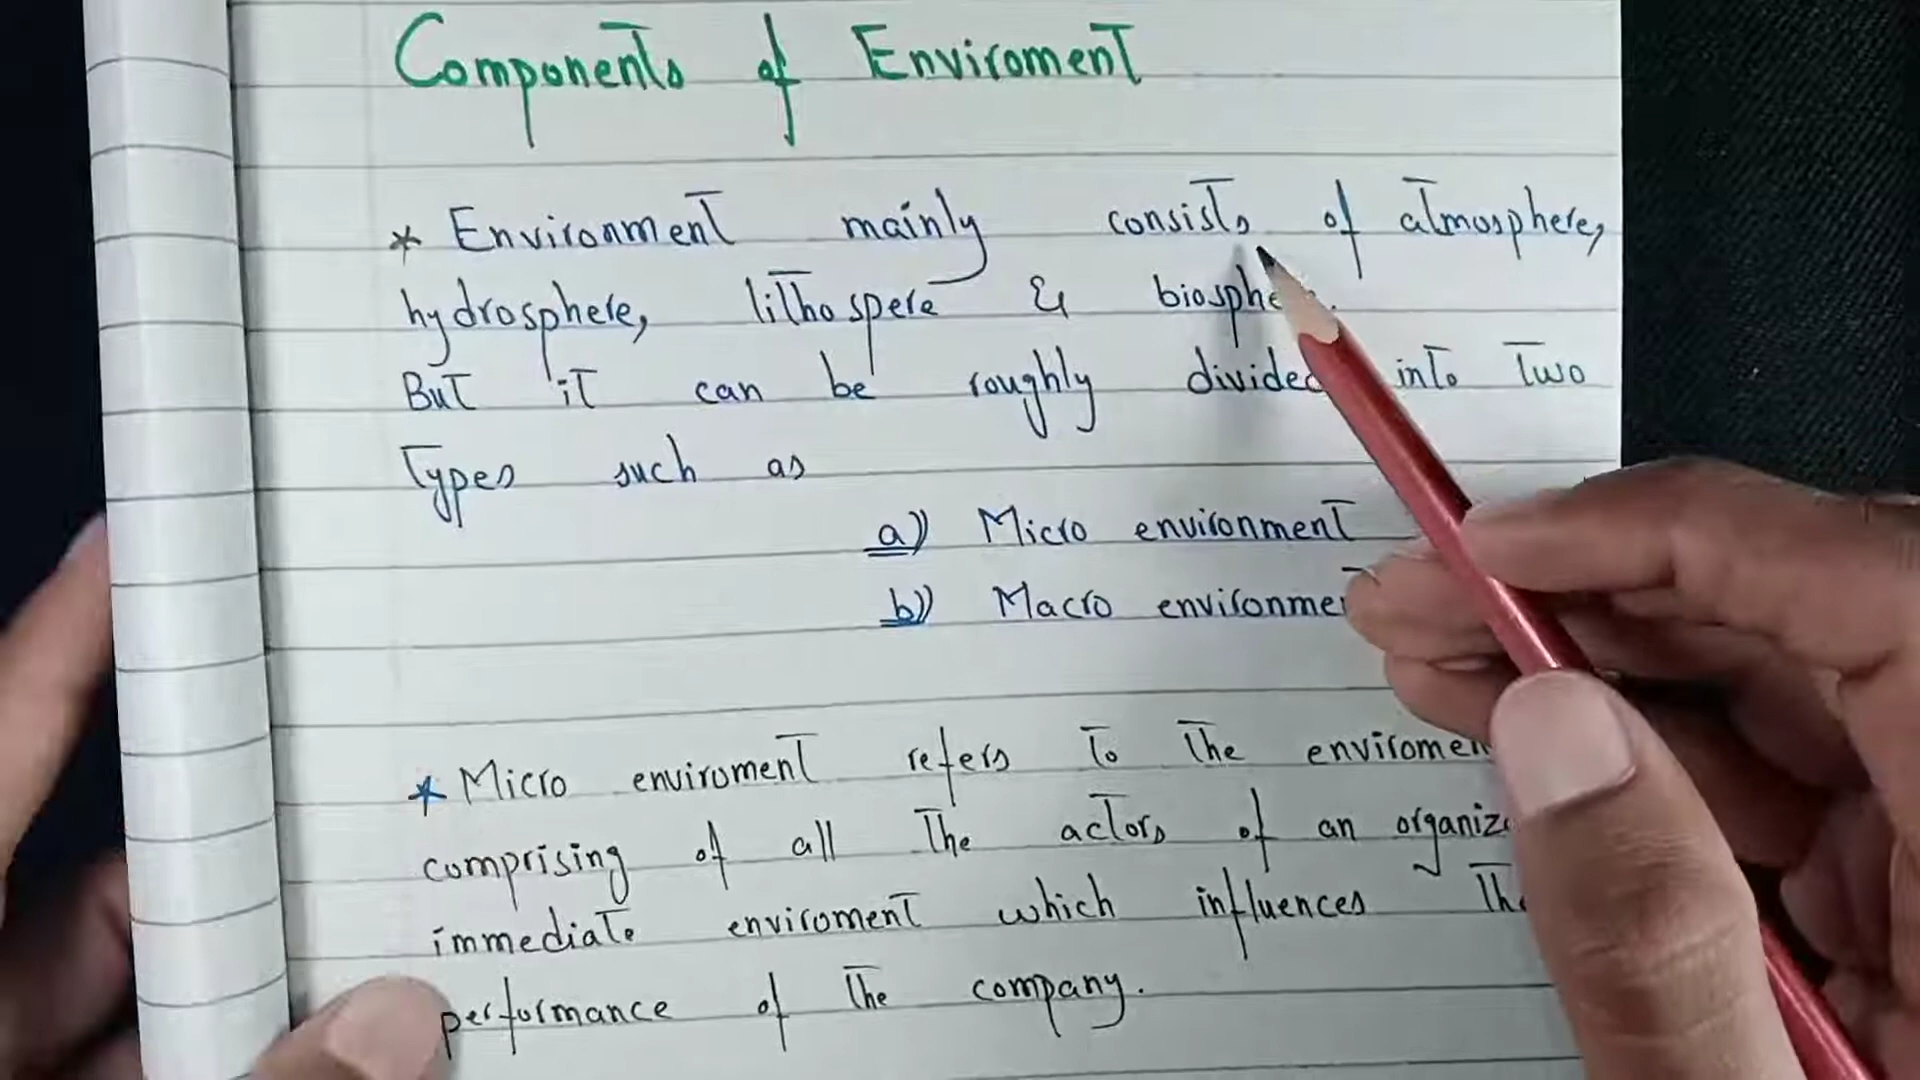 Components of Enviroment
* Environment mainly consists of atmosphere,
hydrosphere, lithospere & biosphe
But it can be roughly divided into two
types such as
a)) Micro environment
b)) Macro environmen
* Micro enviroment refers to the enviromen
comprising of all the actors of an organiz
immediate enviroment which influences the
performance of the company.